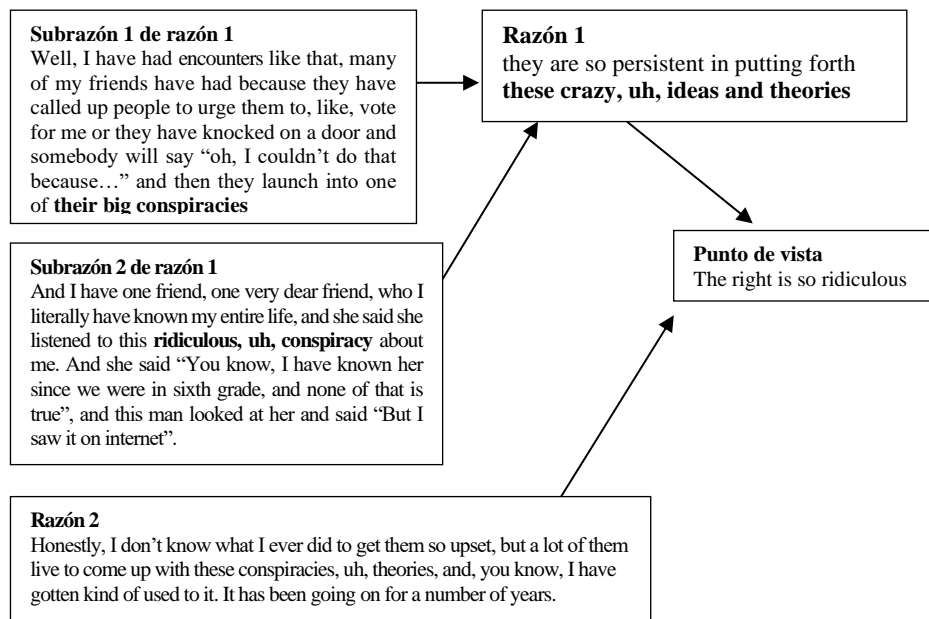 Subrazón 1 de razón 1
Well, I have had encounters like that, many
of my friends have had because they have
called up people to urge them to, like, vote
for me or they have knocked on a door and
somebody will say “oh, I couldn’t do that
because…” and then they launch into one
of their big conspiracies
Razón 1
they are so persistent in putting forth
these crazy, uh, ideas and theories
Subrazón 2 de razón 1
And I have one friend, one very dear friend, who I
literally have known my entire life, and she said she
listened to this ridiculous, uh, conspiracy about
me. And she said “You know, I have known her
since we were in sixth grade, and none of that is
true”, and this man looked at her and said “But I
saw it on internet”.
Punto de vista
The right is so ridiculous
Razón 2
Honestly, I don’t know what I ever did to get them so upset, but a lot of them
live to come up with these conspiracies, uh, theories, and, you know, I have
gotten kind of used to it. It has been going on for a number of years.